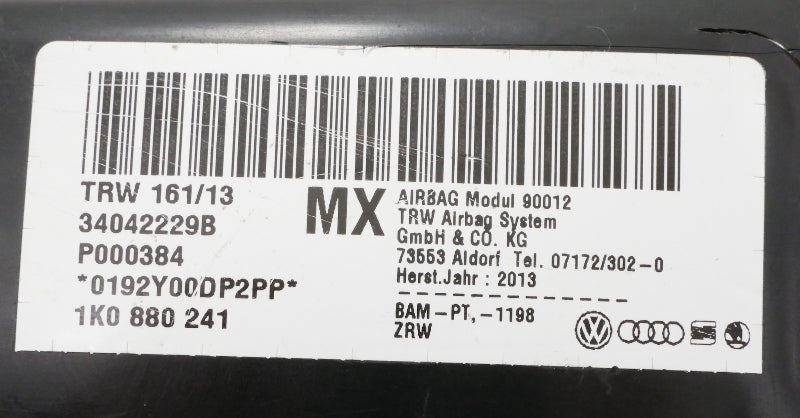 TRW 161/13
34042229B
P000384
*0192Y00DP2PP*
1K0 880 241
MX
AIRBAG Modul 90012
TRW Airbag System
GmbH & CO. KG
73553 Aldorf Tel. 07172/302-0
Herst.Jahr : 2013
BAM-PT,-1198
ZRW